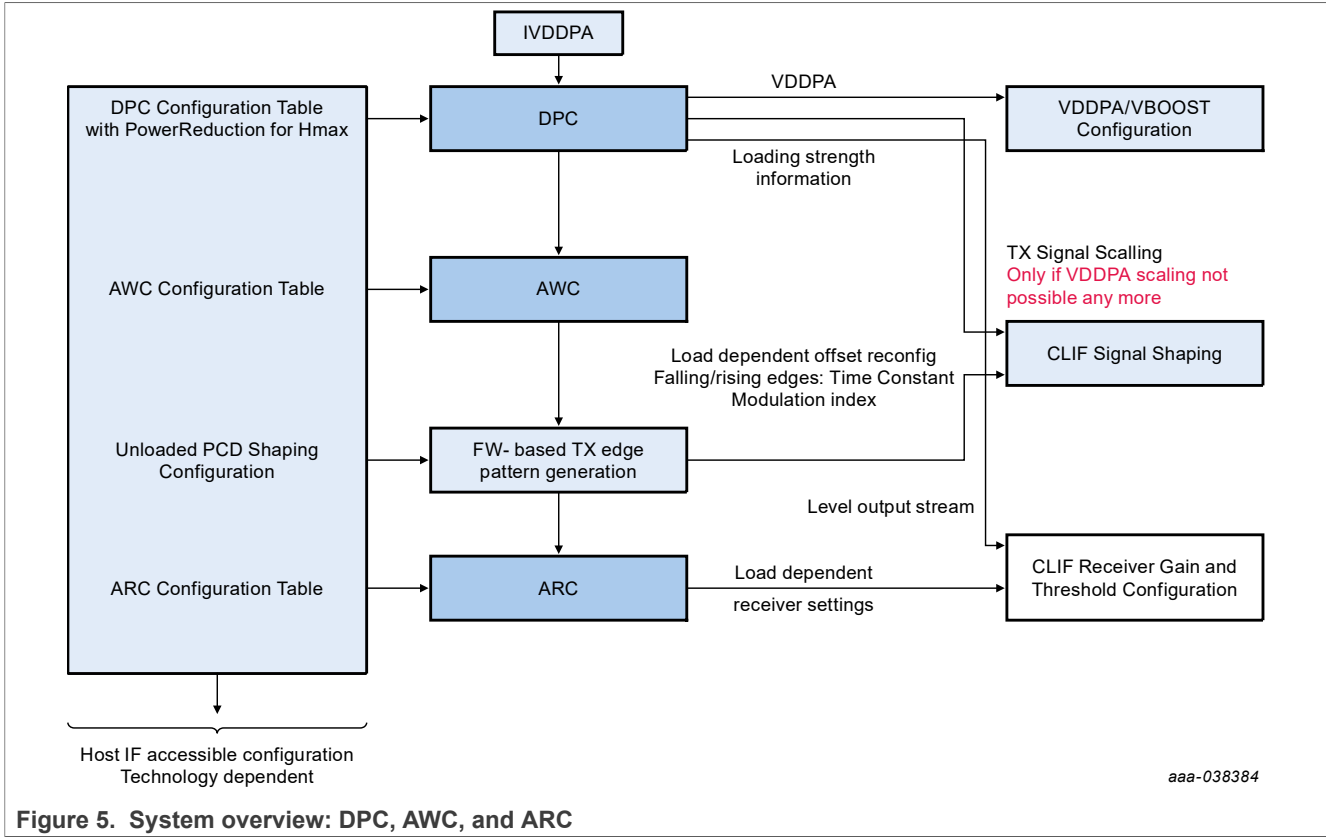 IVDDPA
DPC Configuration Table
with PowerReduction for Hmax
DPC
VDDPA
VDDPA/VBOOST
Configuration
Loading strength
information
TX Signal Scalling
Only if VDDPA scaling not
possible any more
AWC Configuration Table
AWC
CLIF Signal Shaping
Load dependent offset reconfig
Falling/rising edges: Time Constant
Modulation index
Unloaded PCD Shaping
Configuration
FW- based TX edge
pattern generation
Level output stream
ARC Configuration Table
ARC
Load dependent
receiver settings
CLIF Receiver Gain and
Threshold Configuration
Host IF accessible configuration
Technology dependent
aaa-038384
Figure 5. System overview: DPC, AWC, and ARC